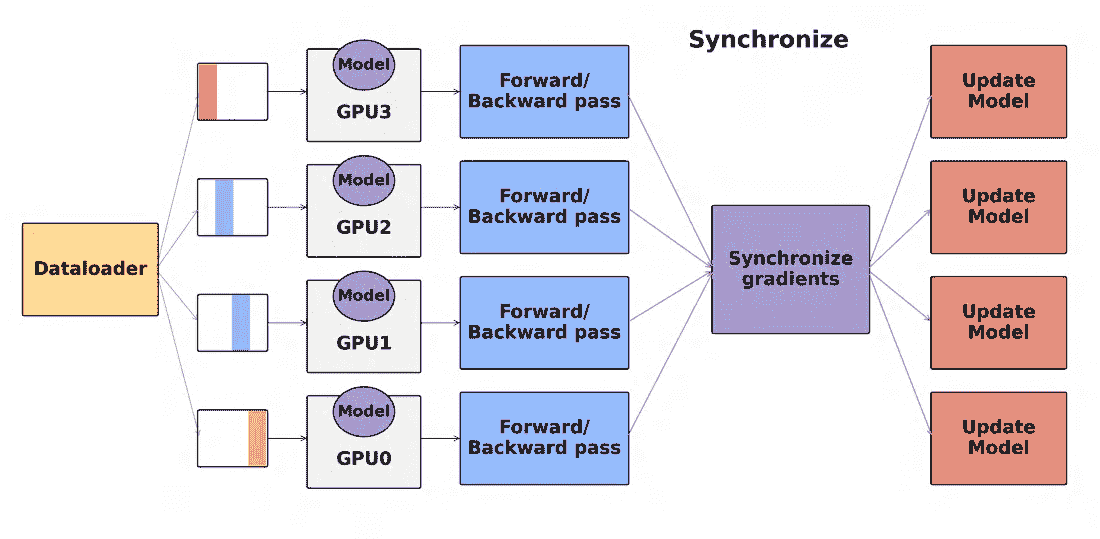 Synchronize
Model
GPU3
Forward/
Backward pass
Update
Model
Model
GPU2
Forward/
Backward pass
Update
Model
Dataloader
Synchronize
gradients
Model
GPU1
Forward/
Backward pass
Update
Model
Model
GPU0
Forward/
Backward pass
Update
Model